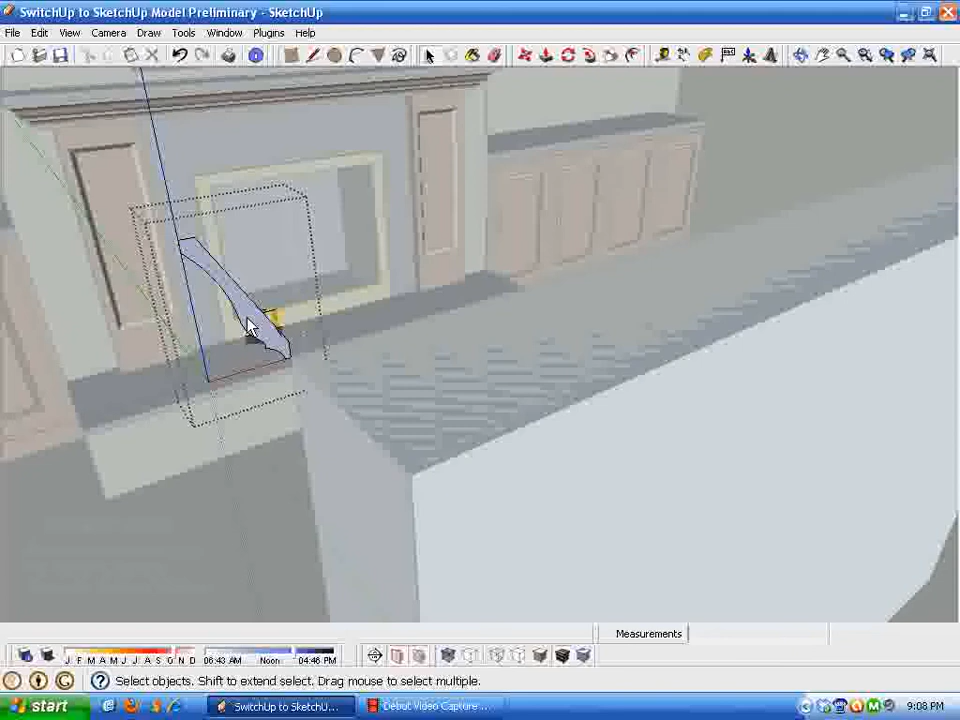 SwitchUp to SketchUp Model Preliminary - SketchUp
File Edit View Camera Draw Tools Window Plugins Help
Measurements
J F M A M J J A S O N D 06:43 AM Noon 04:46 PM
Select objects. Shift to extend select. Drag mouse to select multiple.
start SwitchUp to SketchU... Debut Video Capture ... 9:08 PM